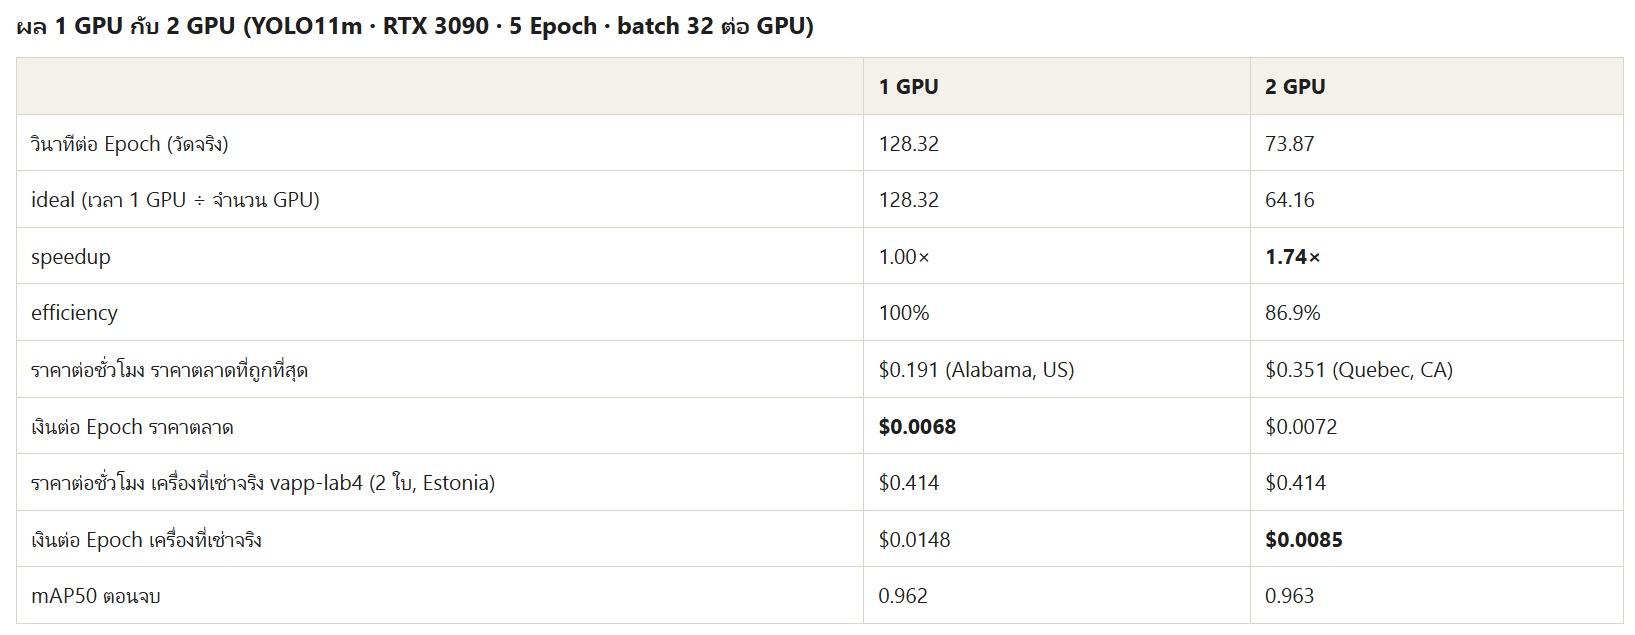 ผล 1 GPU กับ 2 GPU (YOLO11m · RTX 3090 · 5 Epoch · batch 32 ต่อ GPU)
1 GPU 2 GPU
วินาทีต่อ Epoch (วัดจริง) 128.32 73.87
ideal (เวลา 1 GPU ÷ จำนวน GPU) 128.32 64.16
speedup 1.00× 1.74×
efficiency 100% 86.9%
ราคาต่อชั่วโมง ราคาตลาดที่ถูกที่สุด $0.191 (Alabama, US) $0.351 (Quebec, CA)
เงินต่อ Epoch ราคาตลาด $0.0068 $0.0072
ราคาต่อชั่วโมง เครื่องที่เช่าจริง vapp-lab4 (2 ใบ, Estonia) $0.414 $0.414
เงินต่อ Epoch เครื่องที่เช่าจริง $0.0148 $0.0085
mAP50 ตอนจบ 0.962 0.963